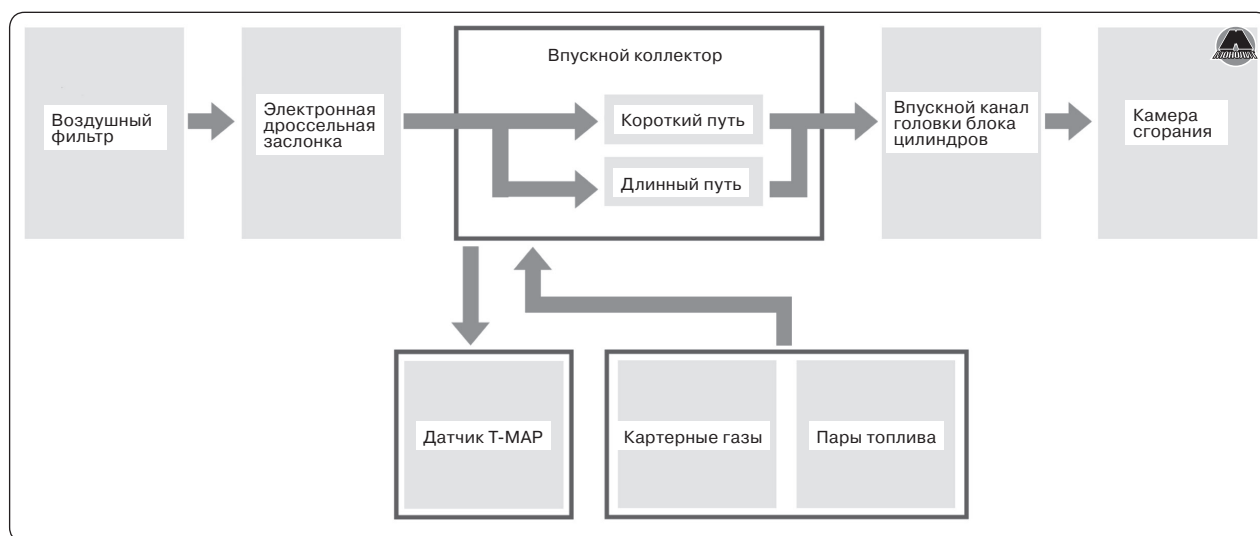 Впускной коллектор
Воздушный
фильтр
Электронная
дроссельная
заслонка
Короткий путь
Длинный путь
Впускной канал
головки блока
цилиндров
Камера
сгорания
Датчик T-MAP
Картерные газы
Пары топлива